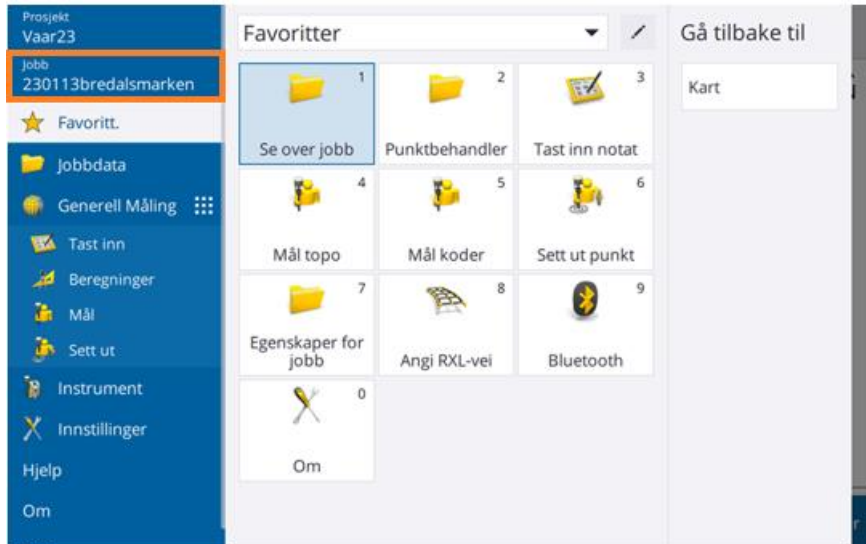 Prosjekt
Vaar23
Jobb
230113bredalsmarken
Favoritt.
Jobbdata
Generell Måling
Tast inn
Beregninger
Mål
Sett ut
Instrument
Innstillinger
Hjelp
Om
Favoritter
1
Se over jobb
2
Punktbehandler
3
Tast inn notat
4
Mål topo
5
Mål koder
6
Sett ut punkt
7
Egenskaper for
jobb
8
Angi RXL-vei
9
Bluetooth
0
Om
Gå tilbake til
Kart